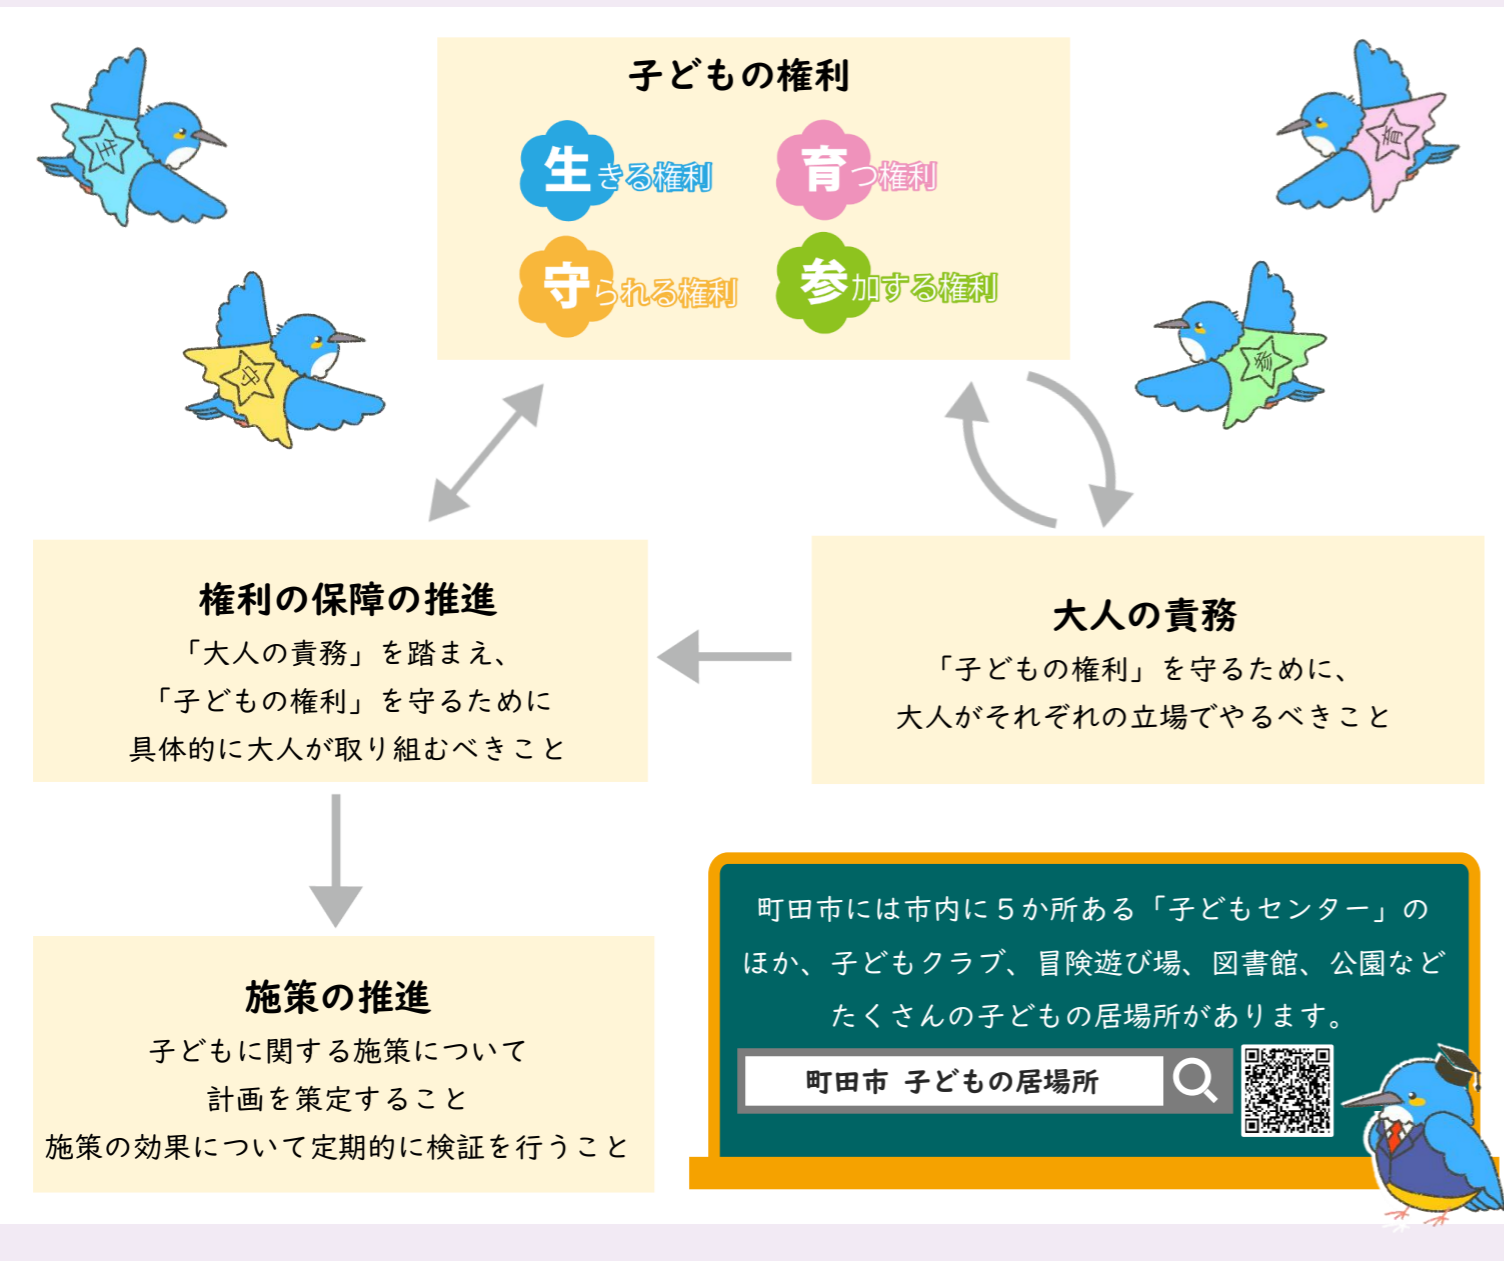 子どもの権利
生きる権利
育つ権利
守られる権利
参加する権利
生
育
守
参
権利の保障の推進
「大人の責務」を踏まえ、
「子どもの権利」を守るために
具体的に大人が取り組むべきこと
大人の責務
「子どもの権利」を守るために、
大人がそれぞれの立場でやるべきこと
施策の推進
子どもに関する施策について
計画を策定すること
施策の効果について定期的に検証を行うこと
町田市には市内に５か所ある「子どもセンター」の
ほか、子どもクラブ、冒険遊び場、図書館、公園など
たくさんの子どもの居場所があります。
町田市 子どもの居場所